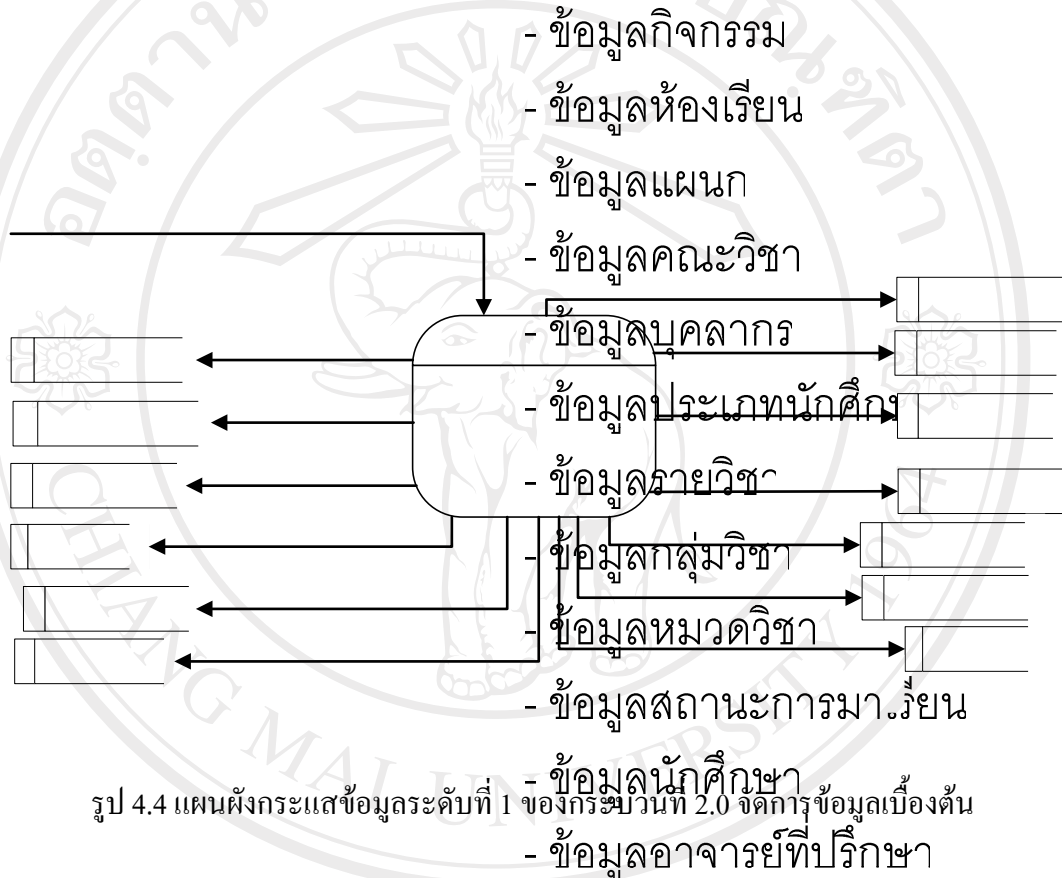 - ข้อมูลกิจกรรม
- ข้อมูลห้องเรียน
- ข้อมูลแผนก
- ข้อมูลคณะวิชา
- ข้อมูลบุคลากร
- ข้อมูลประเภทนักศึกษ
- ข้อมูลรายวิชา
- ข้อมูลกลุ่มวิชา
- ข้อมูลหมวดวิชา
- ข้อมูลสถานะการมาเรียน
- ข้อมูลนักศึกษา
รูป 4.4 แผนผังกระแสข้อมูลระดับที่ 1 ของกระบวนที่ 2.0 จัดการข้อมูลเบื้องต้น
- ข้อมูลอาจารย์ที่ปรึกษา
CHIANG MAI UNIVERSITY 1964